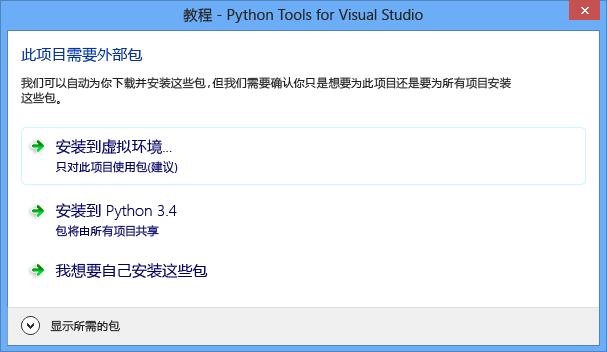 教程 - Python Tools for Visual Studio
此项目需要外部包
我们可以自动为你下载并安装这些包,但我们需要确认你只是想要为此项目还是要为所有项目安装
这些包。
安装到虚拟环境...
只对此项目使用包(建议)
安装到 Python 3.4
包将由所有项目共享
我想要自己安装这些包
显示所需的包